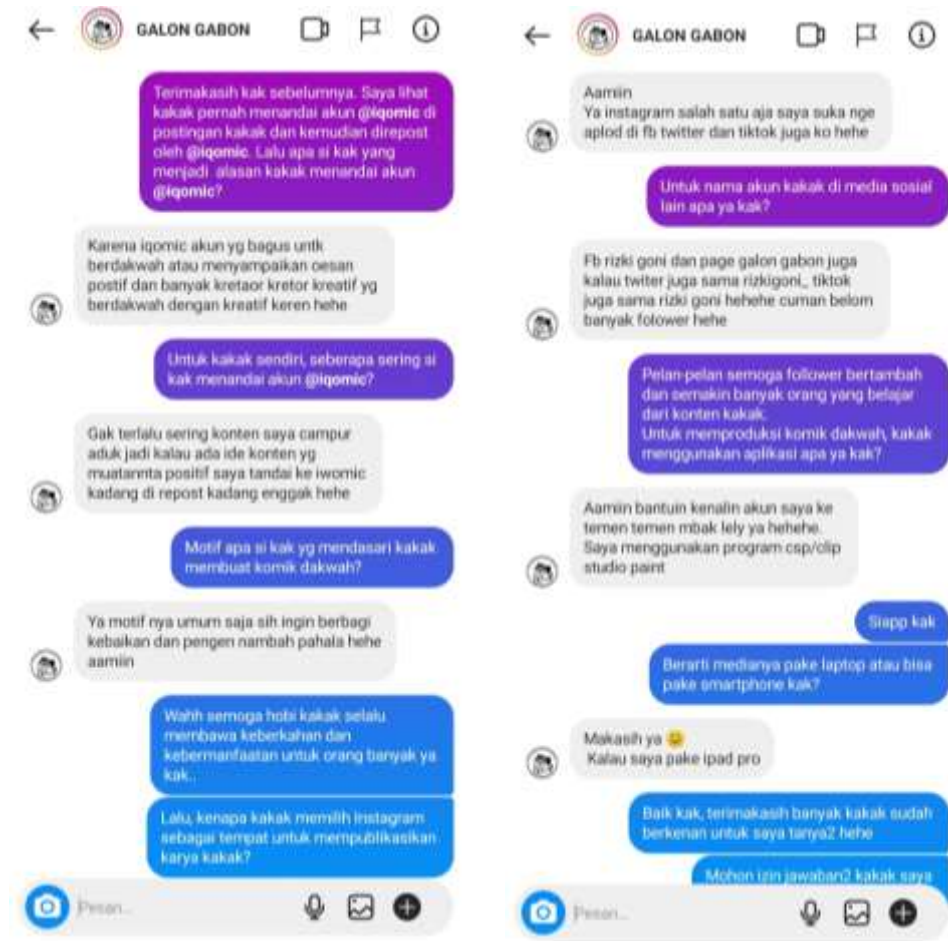 GALON GABON
Terimakasih kak sebelumnya. Saya lihat
kakak pernah menandai akun @iqomic di
postingan kakak dan kemudian direpost
oleh @iqomic. Lalu apa si kak yang
menjadi alasan kakak menandai akun
@iqomic?
Karena iqomic akun yg bagus untk
berdakwah atau menyampaikan oesan
postif dan banyak kretaor kretor kreatif yg
berdakwah dengan kreatif keren hehe
Untuk kakak sendiri, seberapa sering si
kak menandai akun @iqomic?
Gak terlalu sering konten saya campur
aduk jadi kalau ada ide konten yg
muatannta positif saya tandai ke iwomic
kadang di repost kadang enggak hehe
Motif apa si kak yg mendasari kakak
membuat komik dakwah?
Ya motif nya umum saja sih ingin berbagi
kebaikan dan pengen nambah pahala hehe
aamiin
Wahh semoga hobi kakak selalu
membawa keberkahan dan
kebermanfaatan untuk orang banyak ya
kak..
Lalu, kenapa kakak memilih instagram
sebagai tempat untuk mempublikasikan
karya kakak?
Pesan...
GALON GABON
Aamiin
Ya instagram salah satu aja saya suka nge
aplod di fb twitter dan tiktok juga ko hehe
Untuk nama akun kakak di media sosial
lain apa ya kak?
Fb rizki goni dan page galon gabon juga
kalau twiter juga sama rizkigoni_ tiktok
juga sama rizki goni hehehe cuman belom
banyak folower hehe
Pelan-pelan semoga follower bertambah
dan semakin banyak orang yang belajar
dari konten kakak.
Untuk memproduksi komik dakwah, kakak
menggunakan aplikasi apa ya kak?
Aamiin bantuin kenalin akun saya ke
temen temen mbak lely ya hehehe.
Saya menggunakan program csp/clip
studio paint
Siapp kak
Berarti medianya pake laptop atau bisa
pake smartphone kak?
Makasih ya 😊
Kalau saya pake ipad pro
Baik kak, terimakasih banyak kakak sudah
berkenan untuk saya tanya2 hehe
Mohon izin jawaban2 kakak saya
Pesan...